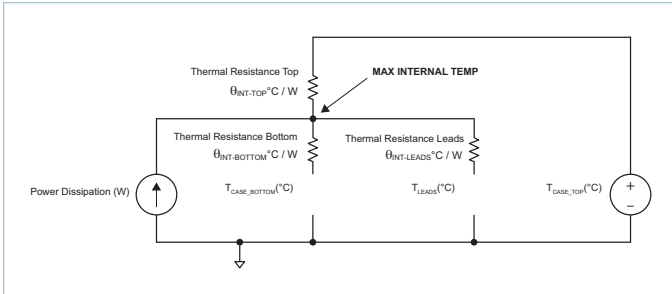 Thermal Resistance Top
θINT-TOP°C / W
MAX INTERNAL TEMP
Thermal Resistance Bottom
θINT-BOTTOM°C / W
Thermal Resistance Leads
θINT-LEADS°C / W
Power Dissipation (W)
TCASE_BOTTOM(°C)
TLEADS(°C)
TCASE_TOP(°C)
+
–